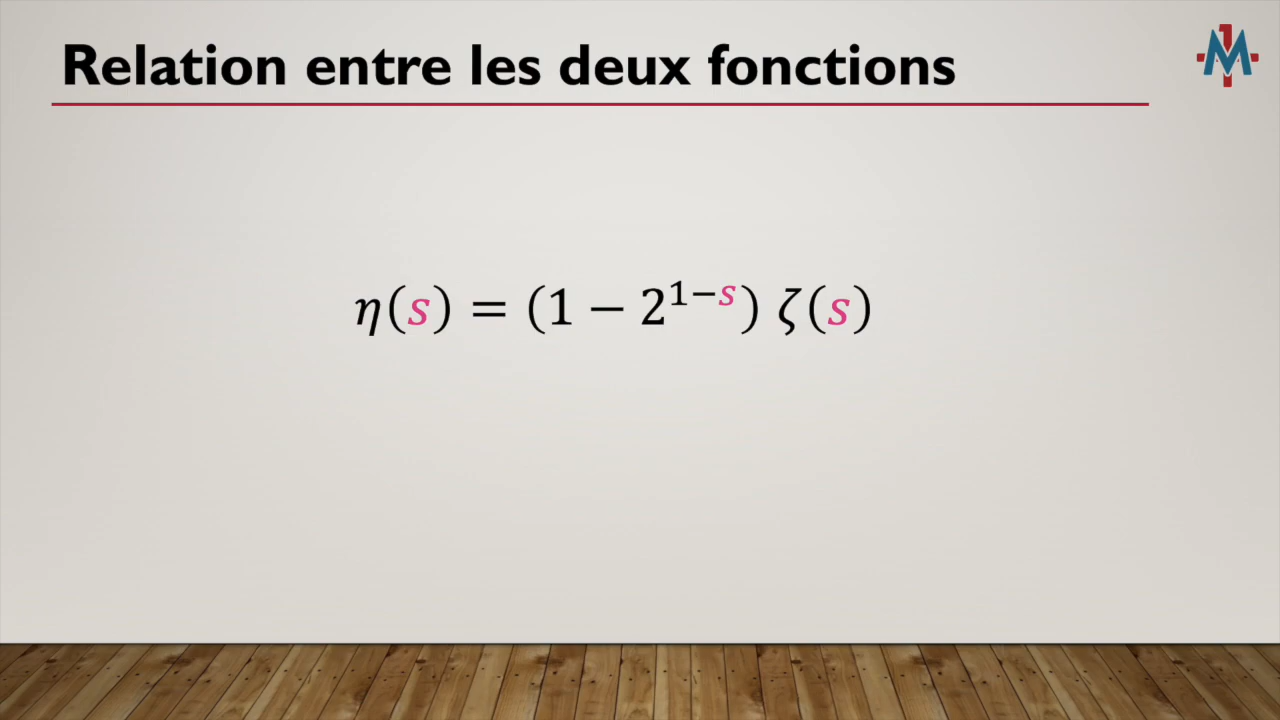 Relation entre les deux fonctions
M
η(s) = (1 − 2^{1−s}) ζ(s)